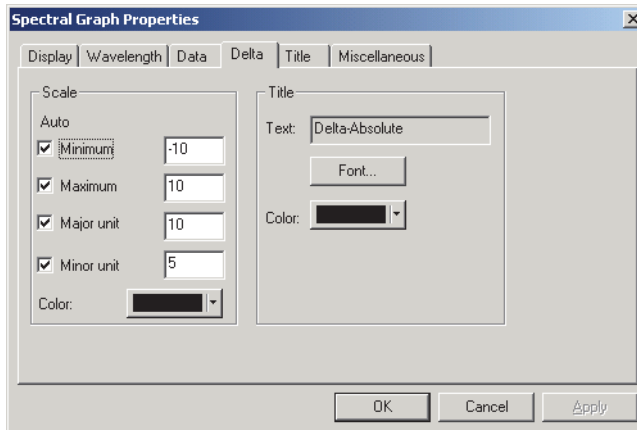 Spectral Graph Properties
Display Wavelength Data Delta Title Miscellaneous
Scale
Auto
Minimum -10
Maximum 10
Major unit 10
Minor unit 5
Color:
Title
Text: Delta-Absolute
Font...
Color:
OK Cancel Apply